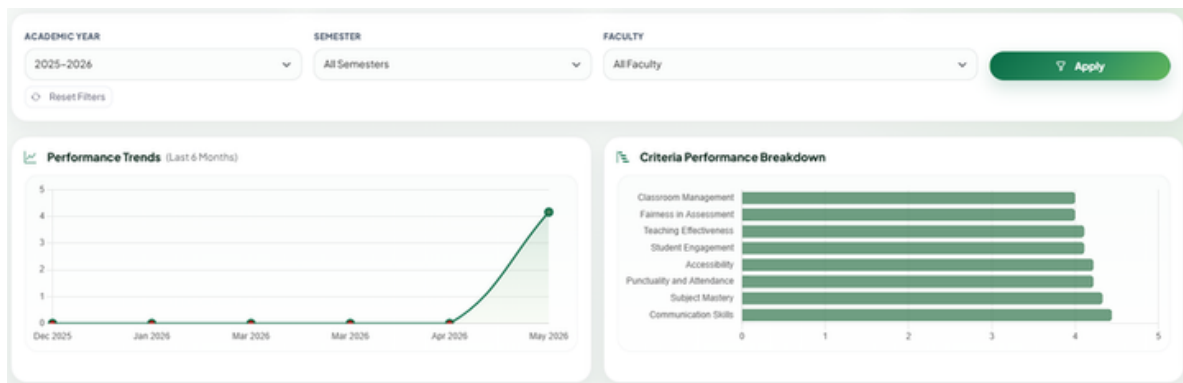 ACADEMIC YEAR
SEMESTER
FACULTY
2025-2026
All Semesters
All Faculty
Apply
Reset Filters
Performance Trends (Last 6 Months)
5
4
3
2
1
0
Dec 2025
Jan 2026
Mar 2026
Mar 2026
Apr 2026
May 2026
Criteria Performance Breakdown
Classroom Management
Fairness in Assessment
Teaching Effectiveness
Student Engagement
Accessibility
Punctuality and Attendance
Subject Mastery
Communication Skills
0
1
2
3
4
5